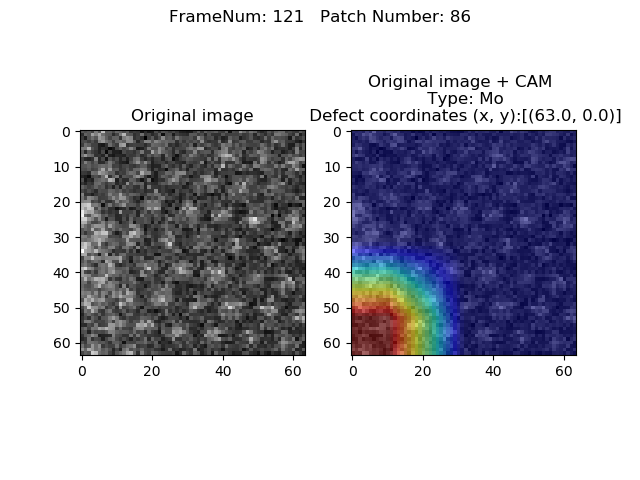 FrameNum: 121   Patch Number: 86
Original image
Original image + CAM
Type: Mo
Defect coordinates (x, y):[(63.0, 0.0)]
0
10
20
30
40
50
60
0 20 40 60
0
10
20
30
40
50
60
0 20 40 60